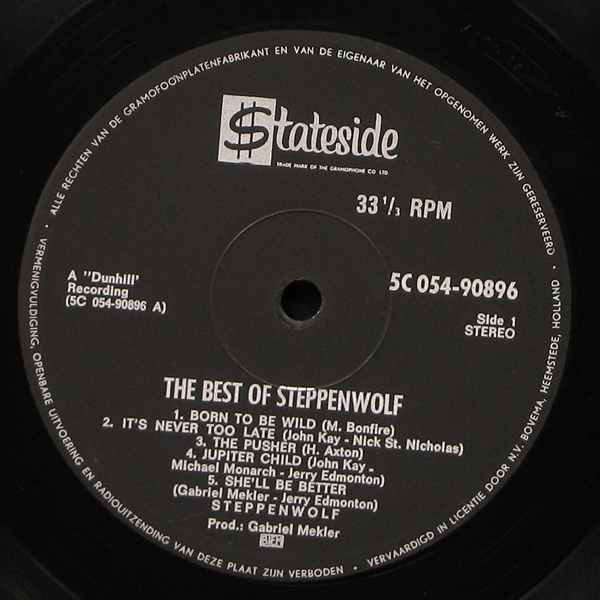 $tateside
TRADE MARK OF THE GRAMOPHONE CO LTD
33 1/3 RPM
A "Dunhill'
Recording
(5C 054-90896 A)
5C 054-90896
Side 1
STEREO
THE BEST OF STEPPENWOLF
1. BORN TO BE WILD (M. Bonfire)
2. IT'S NEVER TOO LATE (John Kay - Nick St. Nicholas)
3. THE PUSHER (H. Axton)
4. JUPITER CHILD (John Kay -
Michael Monarch - Jerry Edmonton)
5. SHE'LL BE BETTER
(Gabriel Mekler - Jerry Edmonton)
STEPPENWOLF
Prod.: Gabriel Mekler
BIEM
ALLE RECHTEN VAN DE GRAMOFOONPLATENFABRIKANT EN VAN DE EIGENAAR VAN HET OPGENOMEN WERK ZIJN GERESERVEERD •
VERMENIGVULDIGING, OPENBARE UITVOERING EN RADIOUITZENDING VAN DEZE PLAAT ZIJN VERBODEN •
VERVAARDIGD IN LICENTIE DOOR N.V. BOVEMA, HEEMSTEDE, HOLLAND •